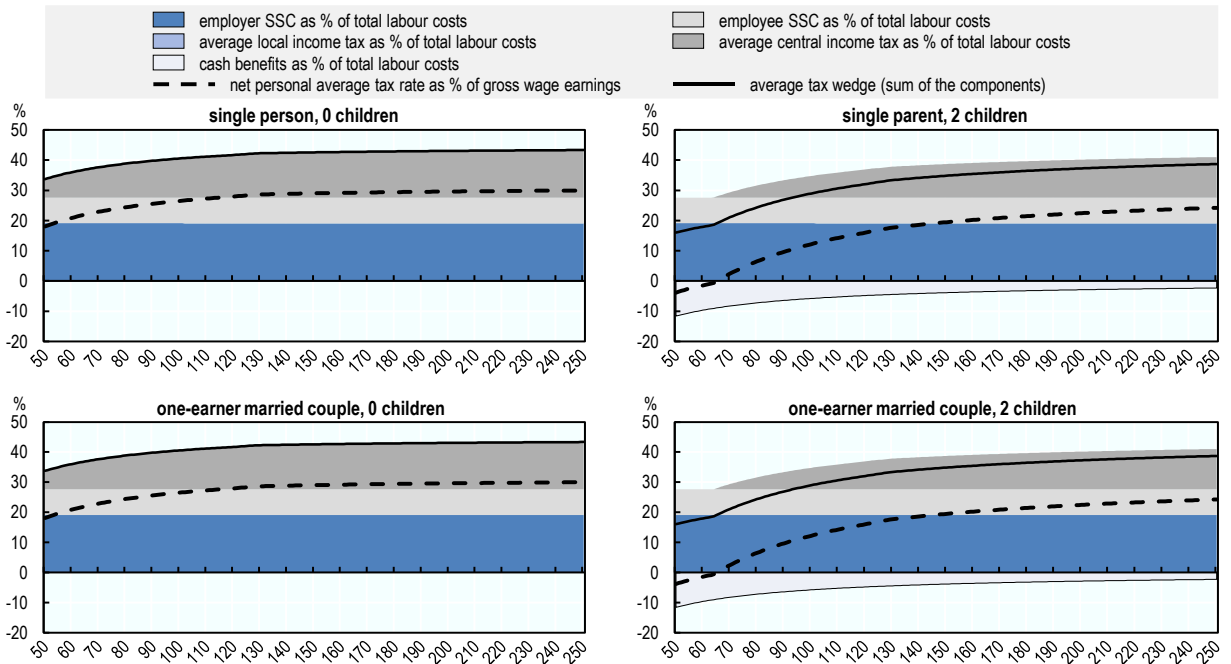 employer SSC as % of total labour costs
employee SSC as % of total labour costs
average local income tax as % of total labour costs
average central income tax as % of total labour costs
cash benefits as % of total labour costs
net personal average tax rate as % of gross wage earnings
average tax wedge (sum of the components)
%
single person, 0 children
50
40
30
20
10
0
-10
-20
50 60 70 80 90 100 110 120 130 140 150 160 170 180 190 200 210 220 230 240 250
%
single parent, 2 children
50
40
30
20
10
0
-10
-20
50 60 70 80 90 100 110 120 130 140 150 160 170 180 190 200 210 220 230 240 250
%
one-earner married couple, 0 children
50
40
30
20
10
0
-10
-20
50 60 70 80 90 100 110 120 130 140 150 160 170 180 190 200 210 220 230 240 250
%
one-earner married couple, 2 children
50
40
30
20
10
0
-10
-20
50 60 70 80 90 100 110 120 130 140 150 160 170 180 190 200 210 220 230 240 250